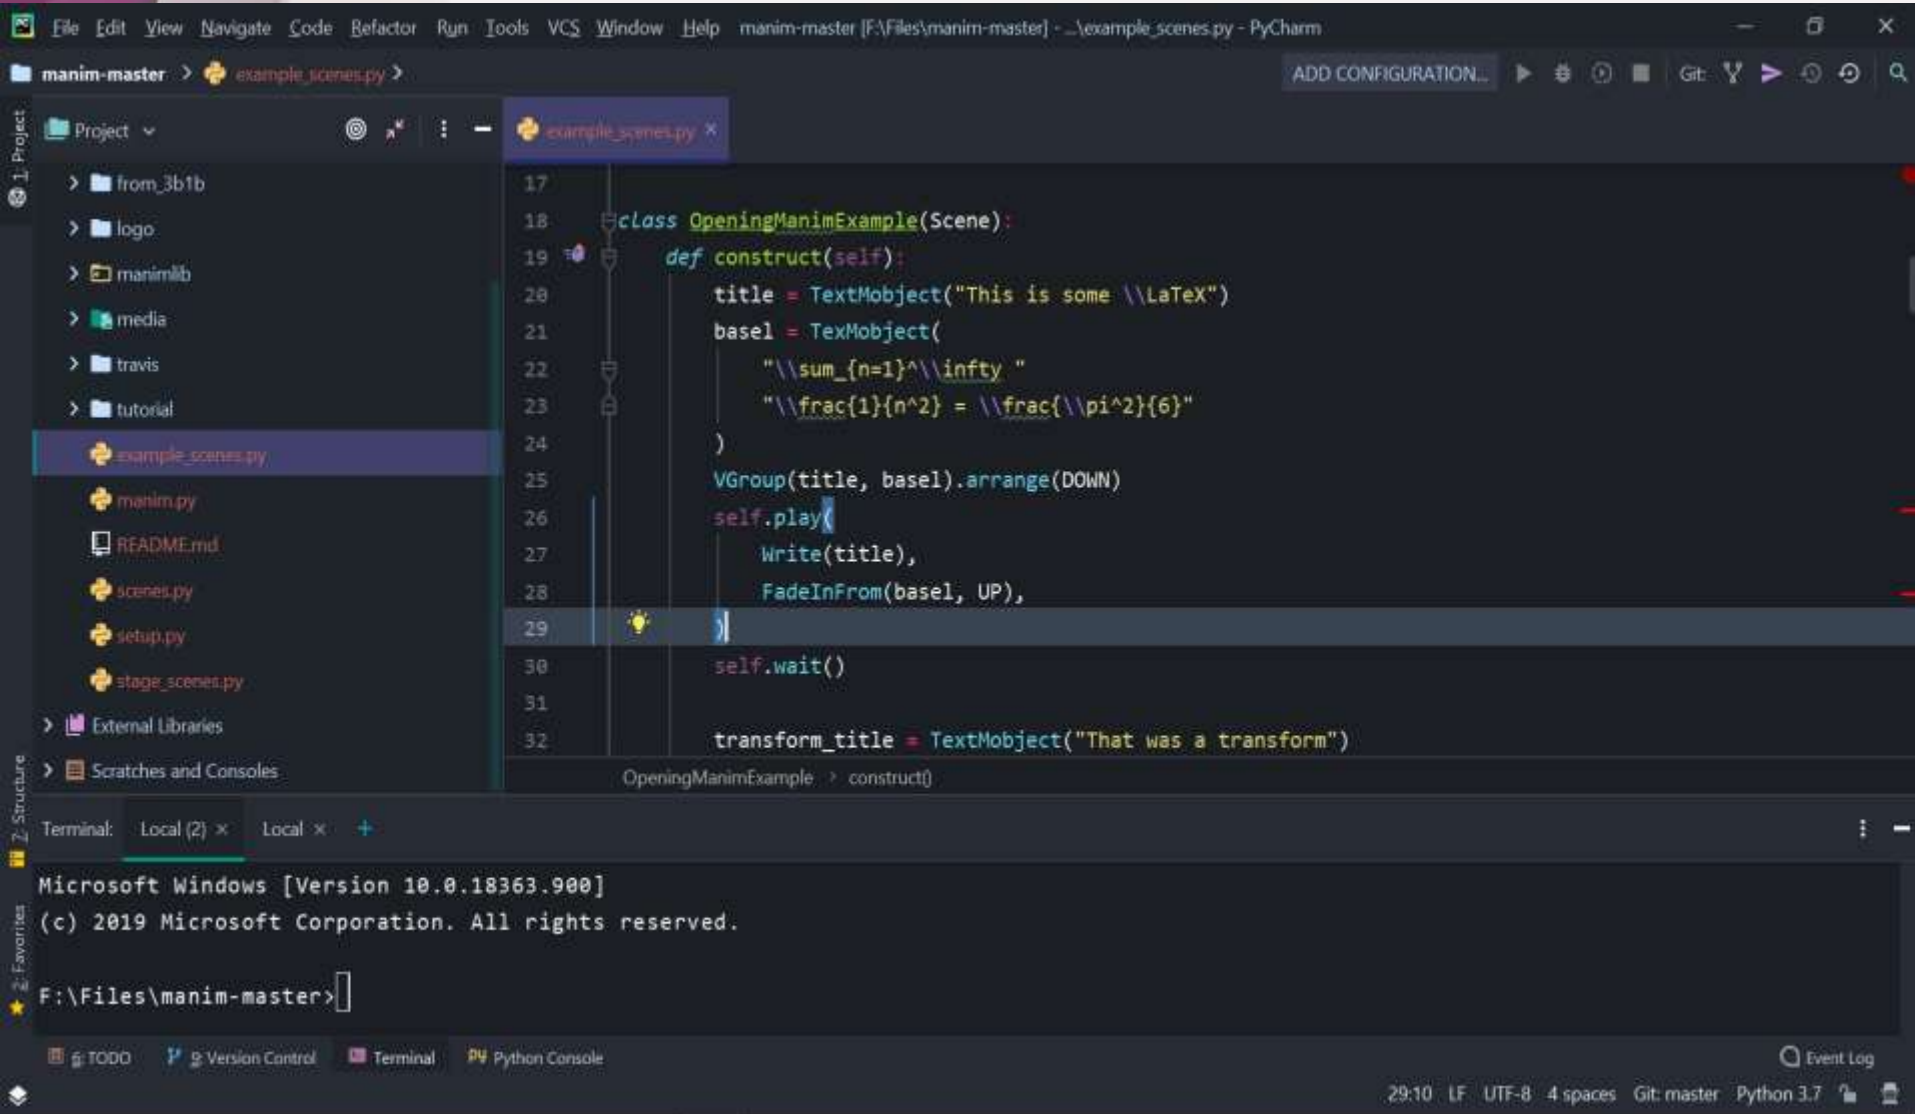 File Edit View Navigate Code Refactor Run Tools VCS Window Help manim-master [F:\Files\manim-master] - ...\example_scenes.py - PyCharm
manim-master > example_scenes.py >
ADD CONFIGURATION... Git:
1: Project
Project
example_scenes.py ×
from_3b1b
logo
manimlib
media
travis
tutorial
example_scenes.py
manim.py
README.md
scenes.py
setup.py
stage_scenes.py
External Libraries
Scratches and Consoles
17
18 class OpeningManimExample(Scene):
19 def construct(self):
20 title = TextMobject("This is some \\LaTeX")
21 basel = TexMobject(
22 "\\sum_{n=1}^\\infty "
23 "\\frac{1}{n^2} = \\frac{\\pi^2}{6}"
24 )
25 VGroup(title, basel).arrange(DOWN)
26 self.play(
27 Write(title),
28 FadeInFrom(basel, UP),
29 )
30 self.wait()
31
32 transform_title = TextMobject("That was a transform")
OpeningManimExample > construct()
7: Structure
2: Favorites
Terminal: Local (2) × Local × +
Microsoft Windows [Version 10.0.18363.900]
(c) 2019 Microsoft Corporation. All rights reserved.
F:\Files\manim-master>
6: TODO 9: Version Control Terminal Python Console
Event Log
29:10 LF UTF-8 4 spaces Git: master Python 3.7